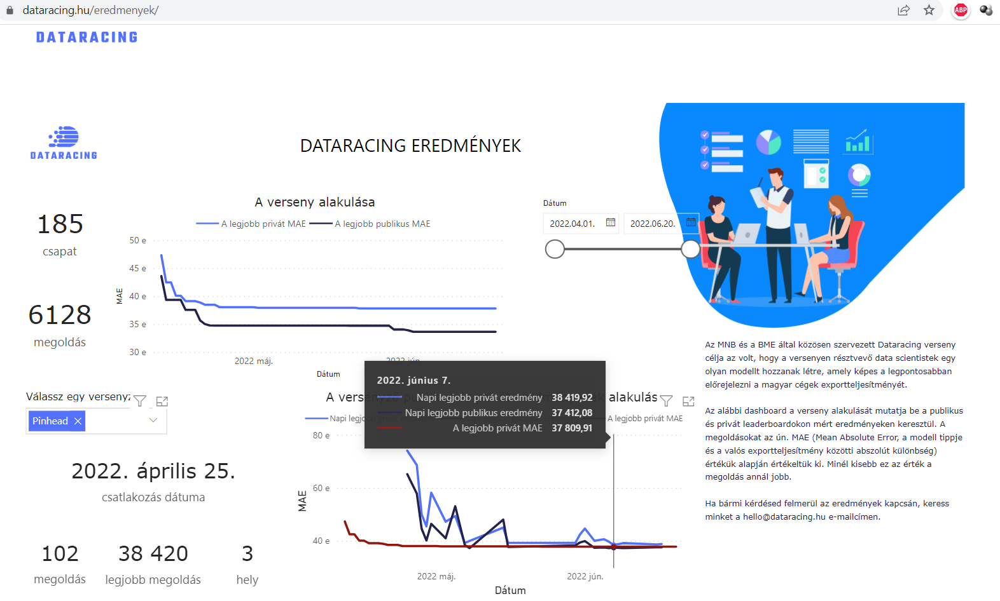 dataracing.hu/eredmenyek/
ABP
DATARACING
DATARACING
DATARACING EREDMÉNYEK
185
csapat
6128
megoldás
A verseny alakulása
A legjobb privát MAE
A legjobb publikus MAE
50 e
45 e
40 e
35 e
30 e
MAE
2022 máj.
2022 jún.
Dátum
Dátum
2022.04.01.
2022.06.20.
Az MNB és a BME által közösen szervezett Dataracing verseny
célja az volt, hogy a versenyen résztvevő data scientistek egy
olyan modellt hozzanak létre, amely képes a legpontosabban
előrejelezni a magyar cégek exportteljesítményét.
Az alábbi dashboard a verseny alakulását mutatja be a publikus
és privát leaderboardokon mért eredményeken keresztül. A
megoldásokat az ún. MAE (Mean Absolute Error, a modell tippje
és a valós exportteljesítmény közötti abszolút különbség)
értékük alapján értékeltük ki. Minél kisebb ez az érték a
megoldás annál jobb.
Ha bármi kérdésed felmerül az eredmények kapcsán, keress
minket a hello@dataracing.hu e-mailcímen.
Válassz egy versenyz
Pinhead
2022. április 25.
csatlakozás dátuma
102
megoldás
38 420
legjobb megoldás
3
hely
A verse
alakulás
Napi leg
A legjobb privát MAE
2022. június 7.
Napi legjobb privát eredmény 38 419,92
Napi legjobb publikus eredmény 37 412,08
A legjobb privát MAE 37 809,91
80 e
60 e
40 e
MAE
2022 máj.
2022 jún.
Dátum